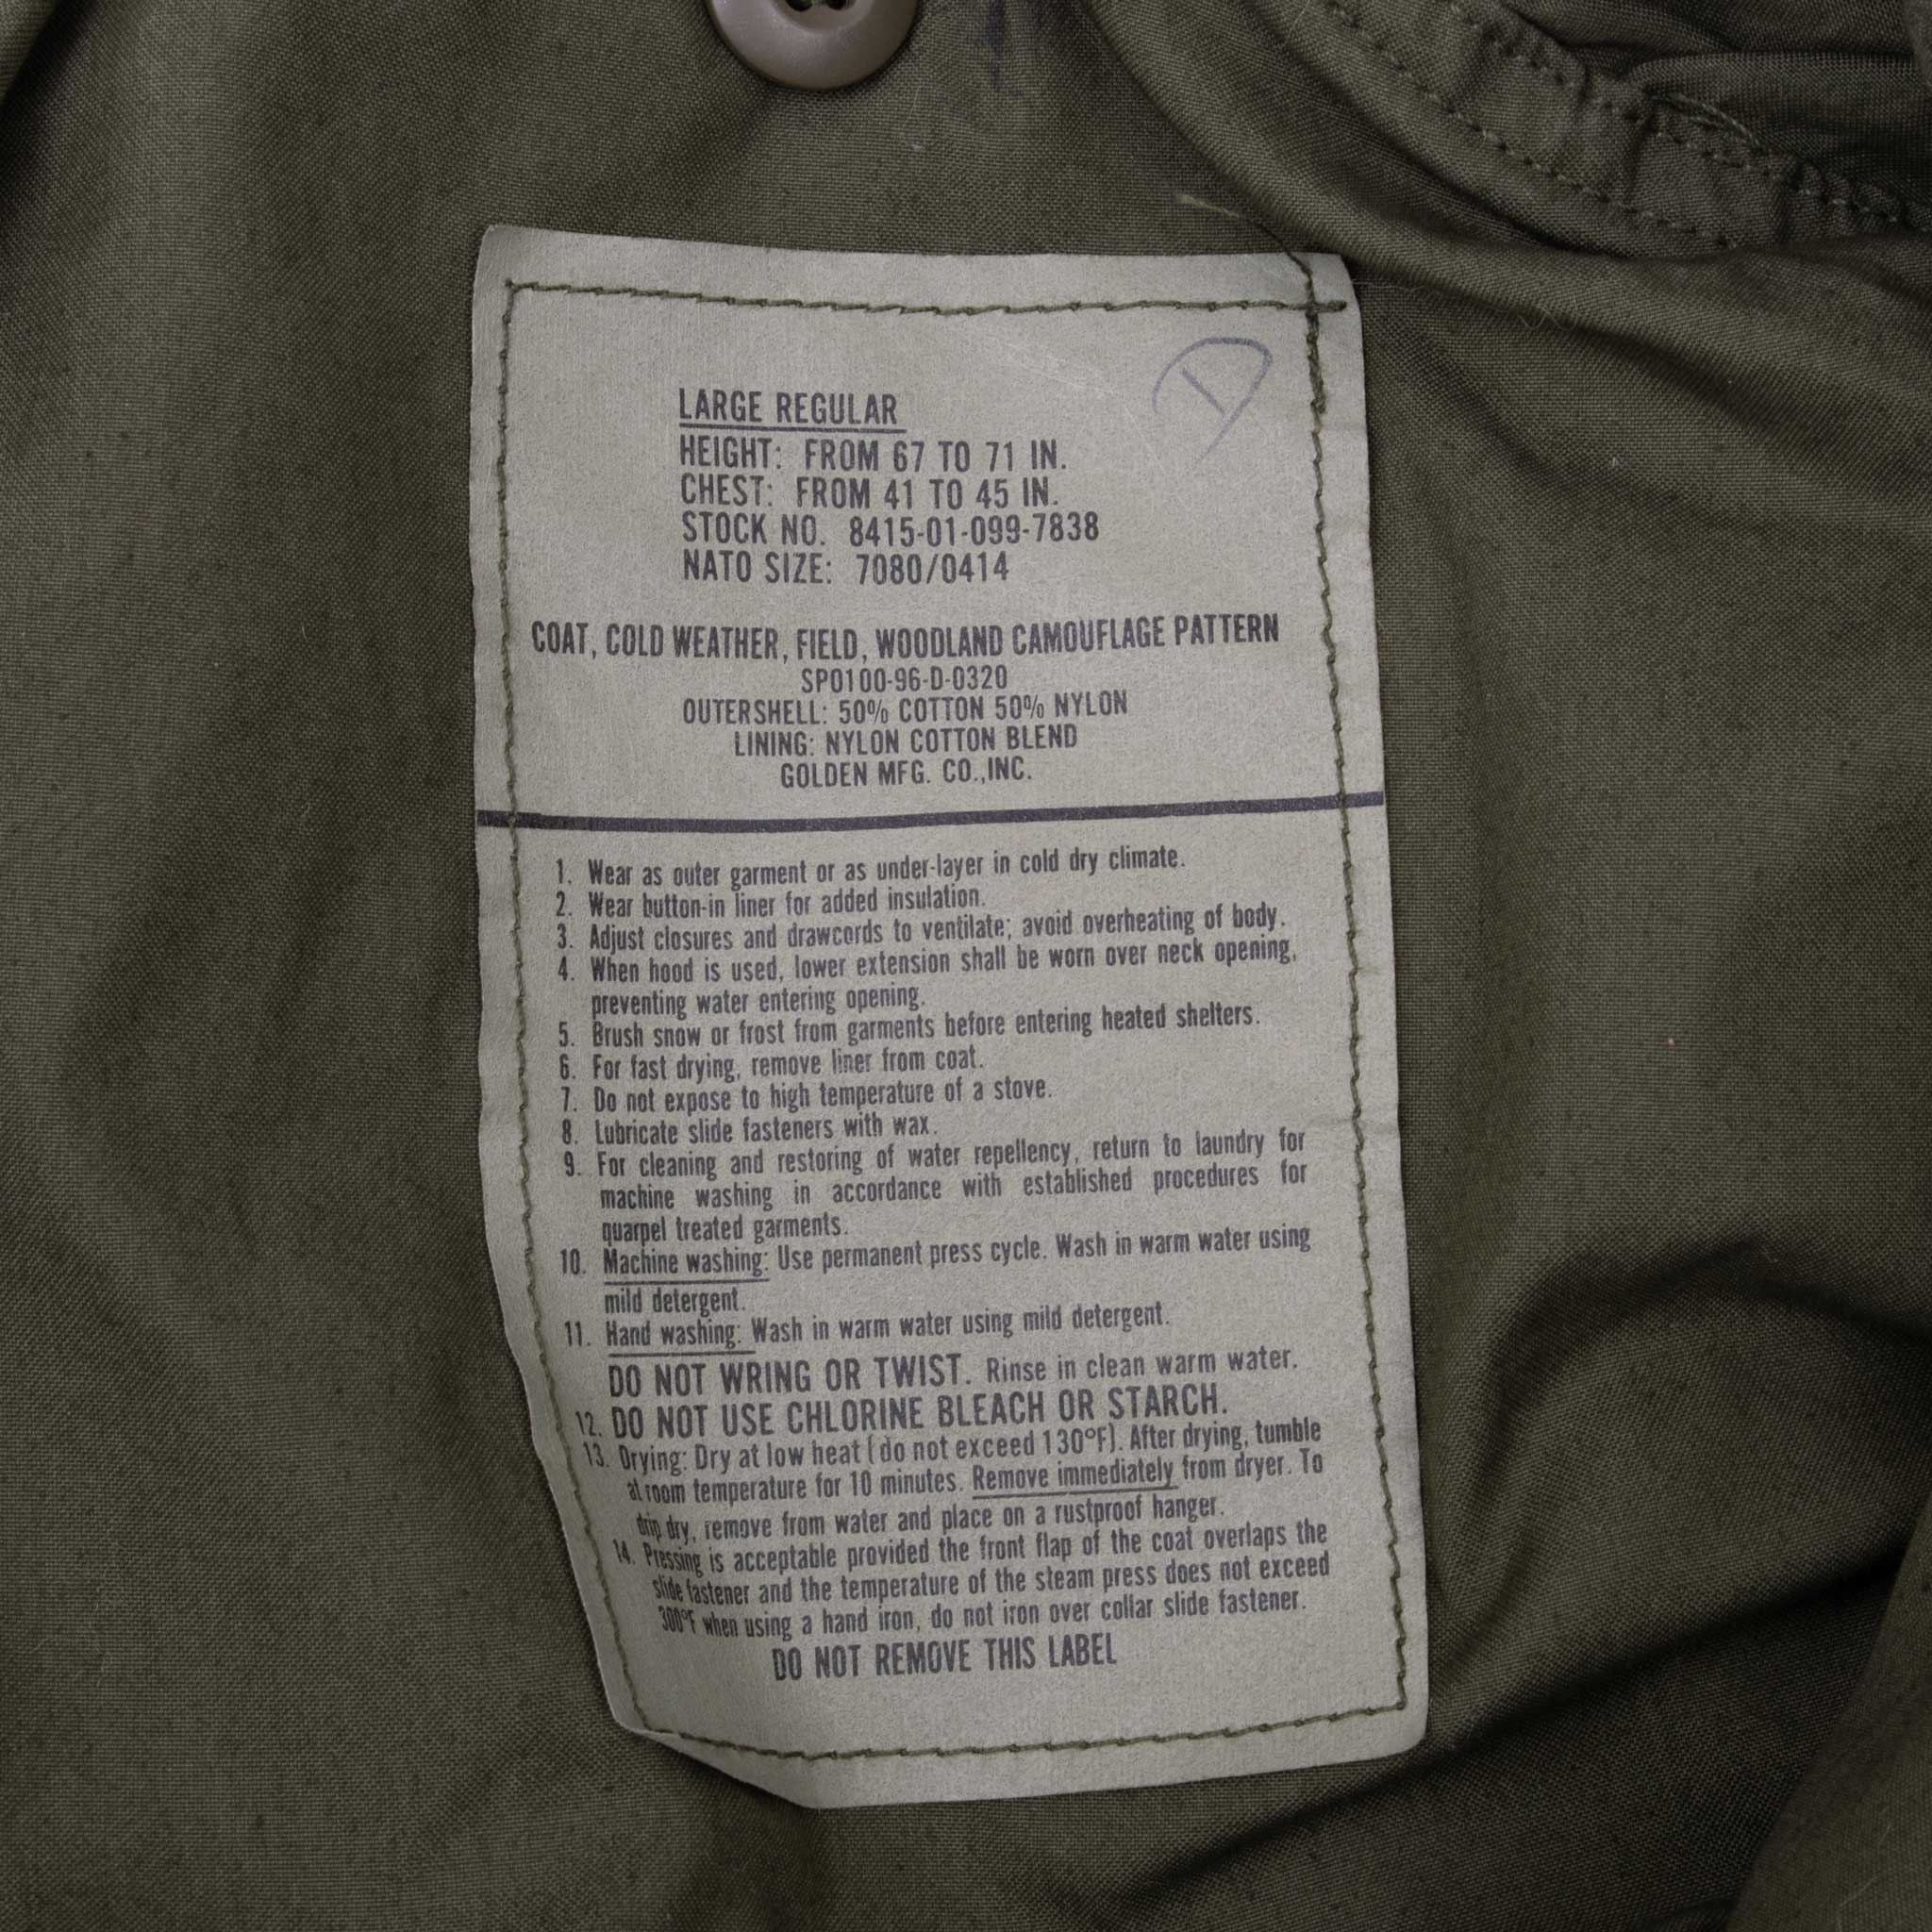 D
LARGE REGULAR
HEIGHT: FROM 67 TO 71 IN.
CHEST: FROM 41 TO 45 IN.
STOCK NO. 8415-01-099-7838
NATO SIZE: 7080/0414
COAT, COLD WEATHER, FIELD, WOODLAND CAMOUFLAGE PATTERN
SPO100-96-D-0320
OUTERSHELL: 50% COTTON 50% NYLON
LINING: NYLON COTTON BLEND
GOLDEN MFG. CO.,INC.
1. Wear as outer garment or as under-layer in cold dry climate.
2. Wear button-in liner for added insulation.
3. Adjust closures and drawcords to ventilate; avoid overheating of body.
4. When hood is used, lower extension shall be worn over neck opening,
preventing water entering opening.
5. Brush snow or frost from garments before entering heated shelters.
6. For fast drying, remove liner from coat.
7. Do not expose to high temperature of a stove.
8. Lubricate slide fasteners with wax.
9. For cleaning and restoring of water repellency, return to laundry for
machine washing in accordance with established procedures for
quarpel treated garments.
10. Machine washing: Use permanent press cycle. Wash in warm water using
mild detergent.
11. Hand washing: Wash in warm water using mild detergent.
DO NOT WRING OR TWIST. Rinse in clean warm water.
12. DO NOT USE CHLORINE BLEACH OR STARCH.
13. Drying: Dry at low heat (do not exceed 130°F). After drying, tumble
at room temperature for 10 minutes. Remove immediately from dryer. To
drip dry, remove from water and place on a rustproof hanger.
14. Pressing is acceptable provided the front flap of the coat overlaps the
slide fastener and the temperature of the steam press does not exceed
300°F when using a hand iron, do not iron over collar slide fastener.
DO NOT REMOVE THIS LABEL